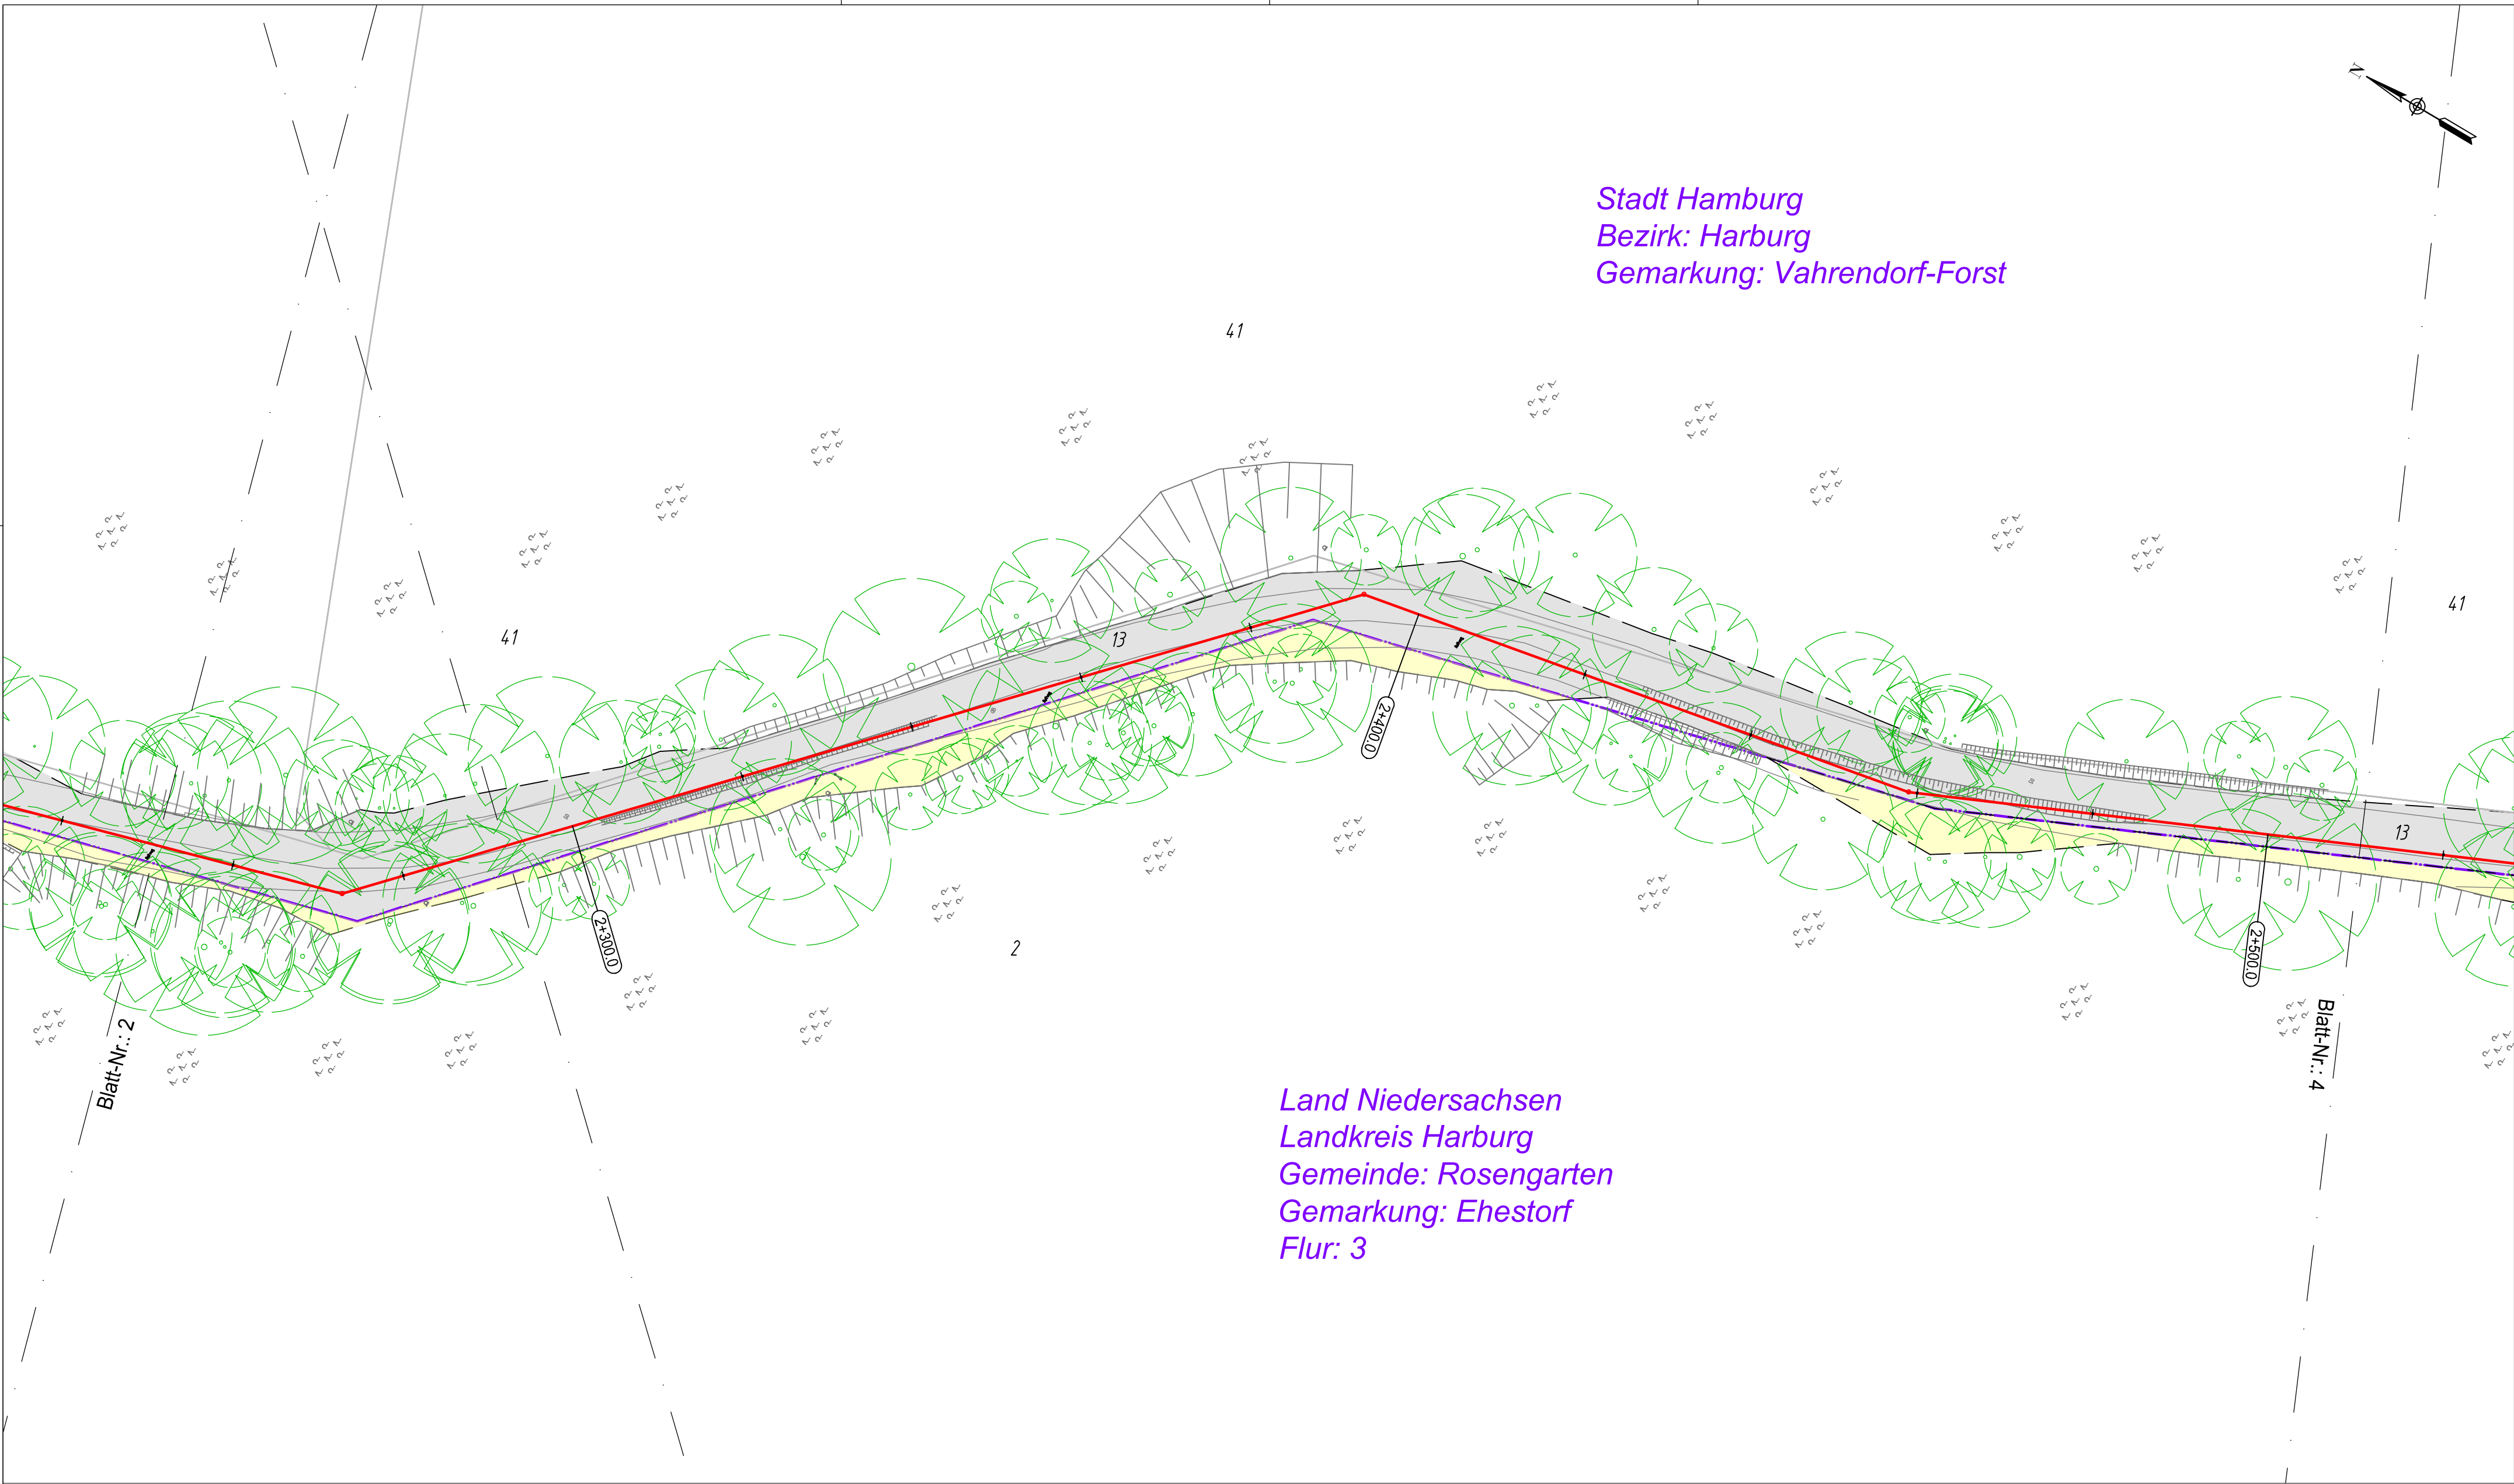 N
Stadt Hamburg
Bezirk: Harburg
Gemarkung: Vahrendorf-Forst
41
41
41
13
13
2+400.0
2+300.0
2+500.0
2
Blatt-Nr.: 2
Blatt-Nr.: 4
Land Niedersachsen
Landkreis Harburg
Gemeinde: Rosengarten
Gemarkung: Ehestorf
Flur: 3